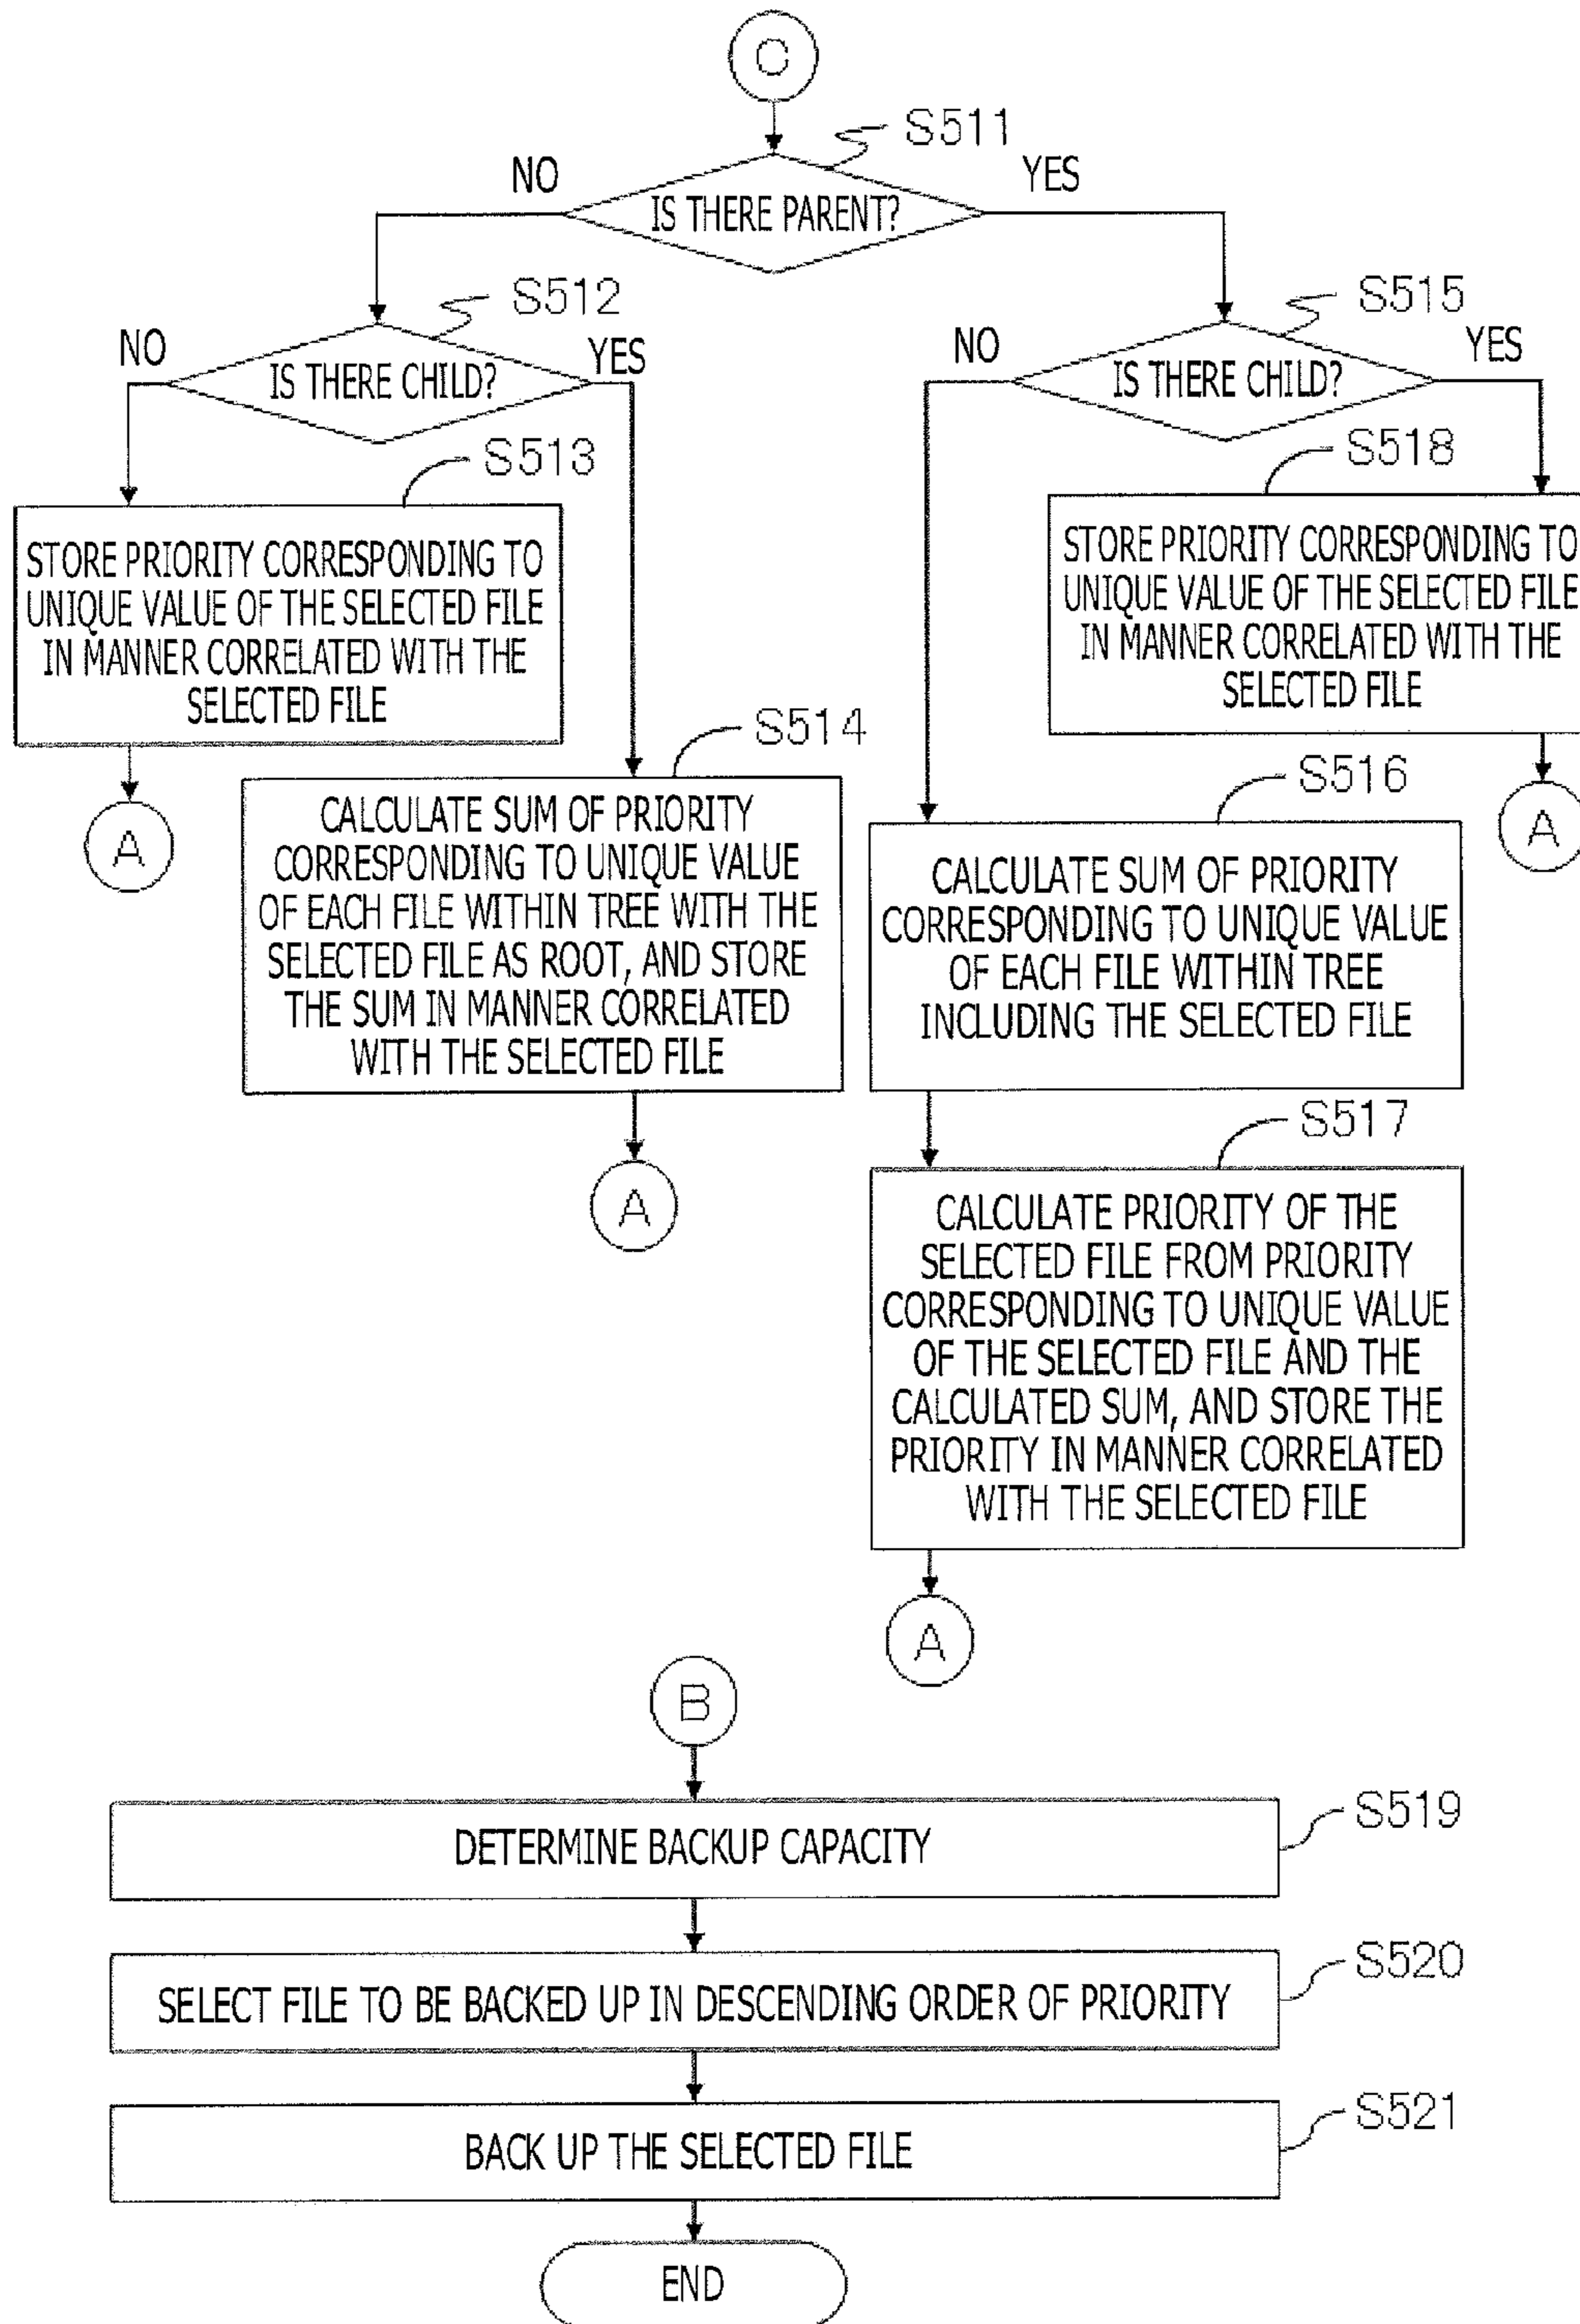 C
S511
NO
YES
IS THERE PARENT?
S512
S515
NO
YES
NO
YES
IS THERE CHILD?
IS THERE CHILD?
S513
STORE PRIORITY CORRESPONDING TO
UNIQUE VALUE OF THE SELECTED FILE
IN MANNER CORRELATED WITH THE
SELECTED FILE
A
S514
CALCULATE SUM OF PRIORITY
CORRESPONDING TO UNIQUE VALUE
OF EACH FILE WITHIN TREE WITH THE
SELECTED FILE AS ROOT, AND STORE
THE SUM IN MANNER CORRELATED
WITH THE SELECTED FILE
A
S518
STORE PRIORITY CORRESPONDING TO
UNIQUE VALUE OF THE SELECTED FILE
IN MANNER CORRELATED WITH THE
SELECTED FILE
A
S516
CALCULATE SUM OF PRIORITY
CORRESPONDING TO UNIQUE VALUE
OF EACH FILE WITHIN TREE
INCLUDING THE SELECTED FILE
S517
CALCULATE PRIORITY OF THE
SELECTED FILE FROM PRIORITY
CORRESPONDING TO UNIQUE VALUE
OF THE SELECTED FILE AND THE
CALCULATED SUM, AND STORE THE
PRIORITY IN MANNER CORRELATED
WITH THE SELECTED FILE
A
B
S519
DETERMINE BACKUP CAPACITY
S520
SELECT FILE TO BE BACKED UP IN DESCENDING ORDER OF PRIORITY
S521
BACK UP THE SELECTED FILE
END